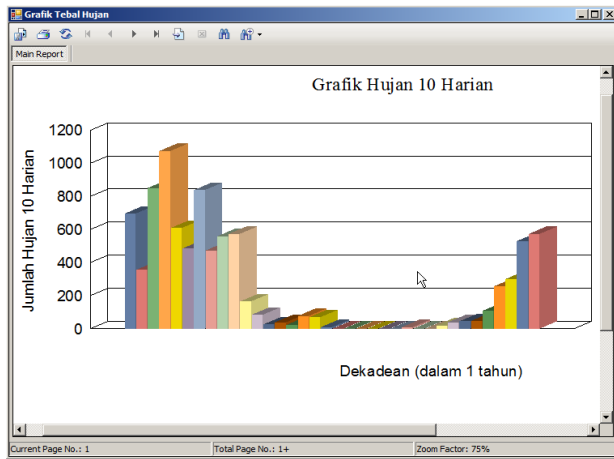 Grafik Tebal Hujan
Main Report
Grafik Hujan 10 Harian
Jumlah Hujan 10 Harian
1200
1000
800
600
400
200
0
Dekadean (dalam 1 tahun)
Current Page No.: 1
Total Page No.: 1+
Zoom Factor: 75%